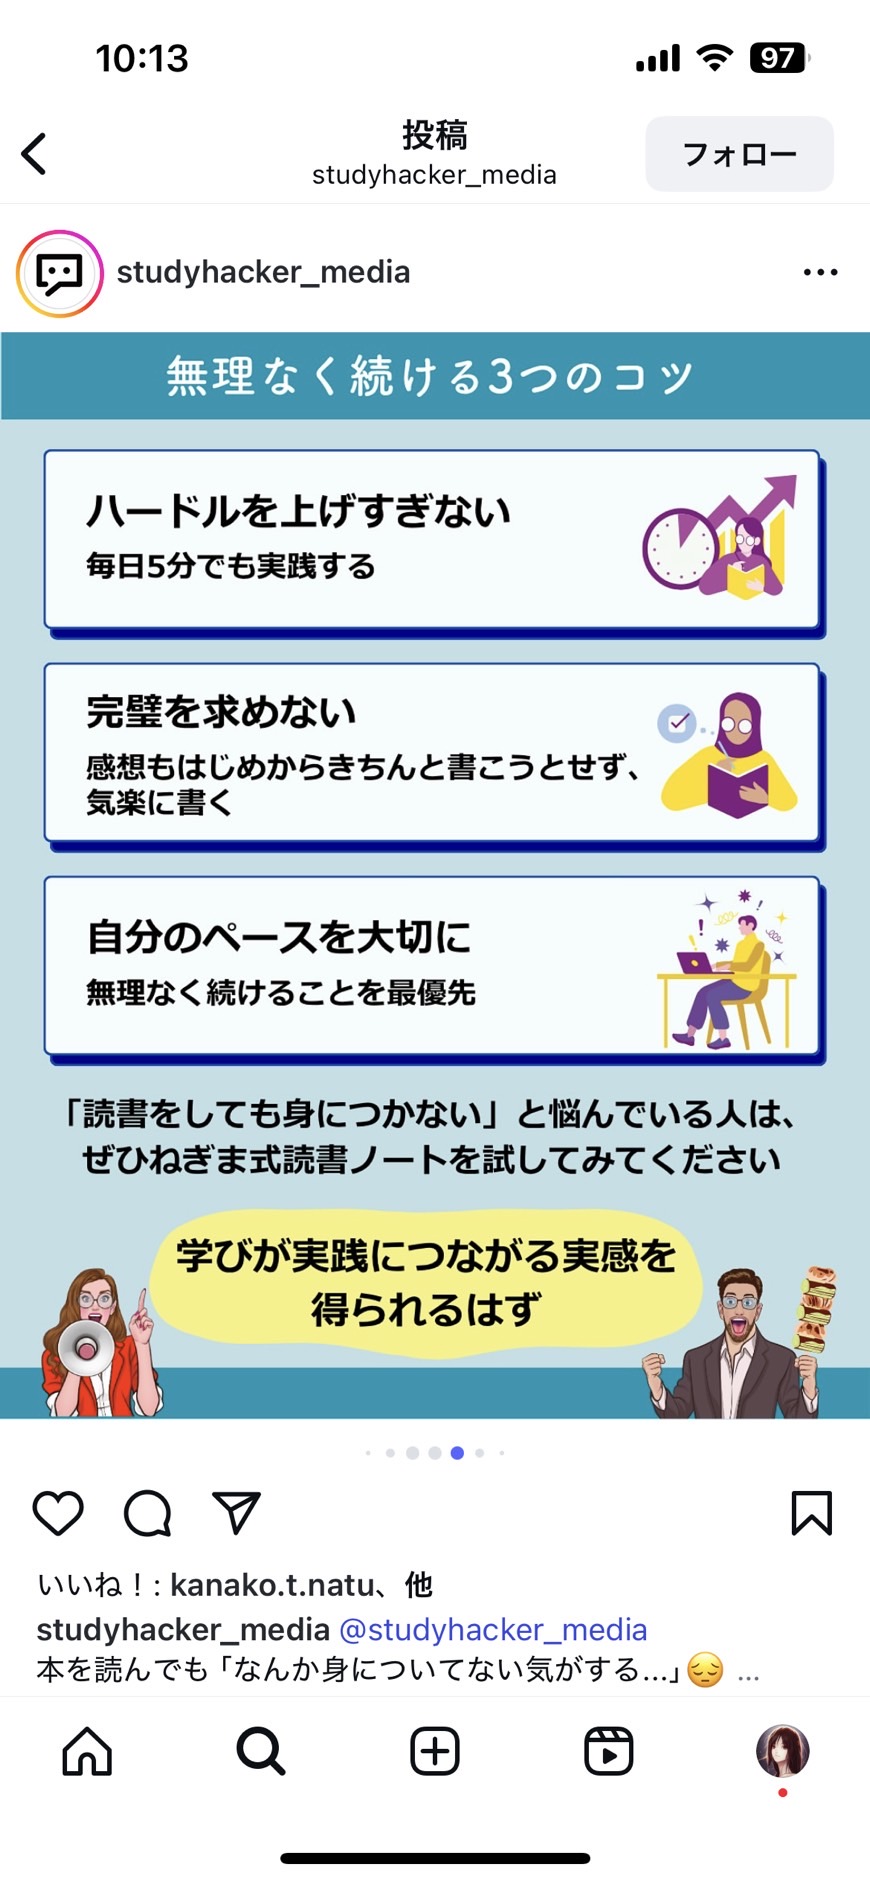 10:13
97
投稿
studyhacker_media
フォロー
studyhacker_media
無理なく続ける3つのコツ
ハードルを上げすぎない
毎日5分でも実践する
完璧を求めない
感想もはじめからきちんと書こうとせず、
気楽に書く
自分のペースを大切に
無理なく続けることを最優先
「読書をしても身につかない」と悩んでいる人は、
ぜひねぎま式読書ノートを試してみてください
学びが実践につながる実感を
得られるはず
いいね！: kanako.t.natu、他
studyhacker_media @studyhacker_media
本を読んでも「なんか身についてない気がする...」😔 ...